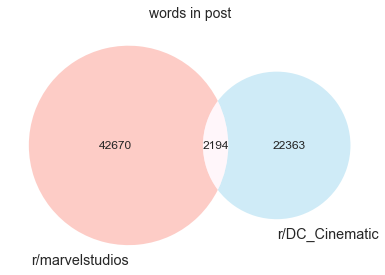 words in post
42670
2194
22363
r/DC_Cinematic
r/marvelstudios